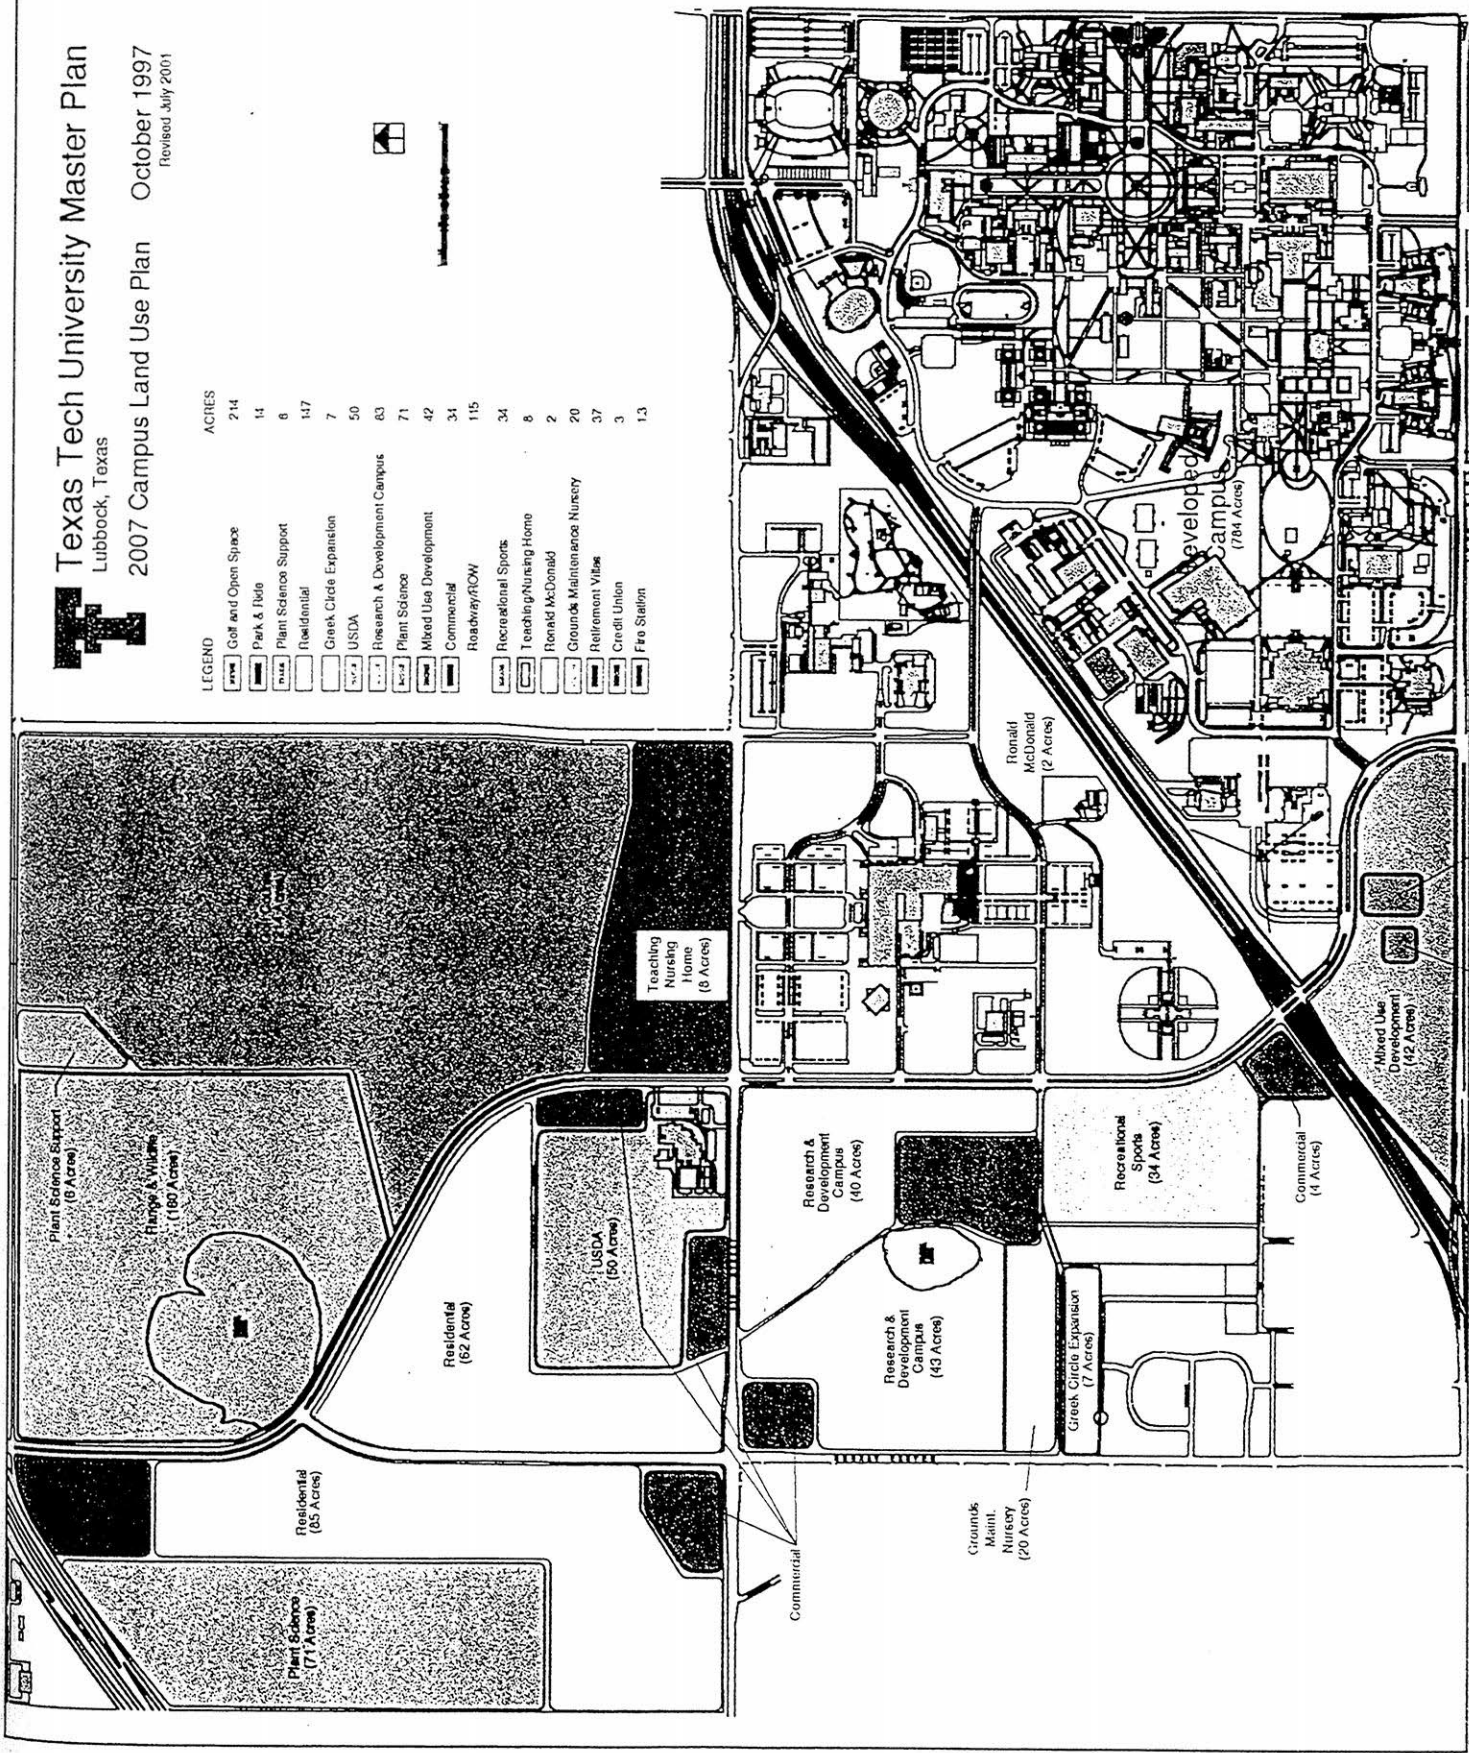 Texas Tech University Master Plan
Lubbock, Texas
2007 Campus Land Use Plan October 1997
Revised July 2001
LEGEND ACRES
Golf and Open Space 214
Park & Ride 14
Plant Science Support 6
Residential 147
Greek Circle Expansion 7
USDA 50
Research & Development Campus 83
Plant Science 71
Mixed Use Development 42
Commercial 34
Roadway/ROW 115
Recreational Sports 34
Teaching/Nursing Home 8
Ronald McDonald 2
Grounds Maintenance Nursery 20
Retirement Villas 37
Credit Union 3
Fire Station 1.3
Plant Science Support
(6 Acres)
Range & Wildlife
(160 Acres)
Teaching
Nursing
Home
(8 Acres)
USDA
(50 Acres)
Residential
(62 Acres)
Residential
(85 Acres)
Plant Science
(71 Acres)
Ronald
McDonald
(2 Acres)
Developed
Campus
(784 Acres)
Research &
Development
Campus
(40 Acres)
Research &
Development
Campus
(43 Acres)
Recreational
Sports
(34 Acres)
Commercial
(4 Acres)
Mixed Use
Development
(42 Acres)
Greek Circle Expansion
(7 Acres)
Grounds
Maint.
Nursery
(20 Acres)
Commercial